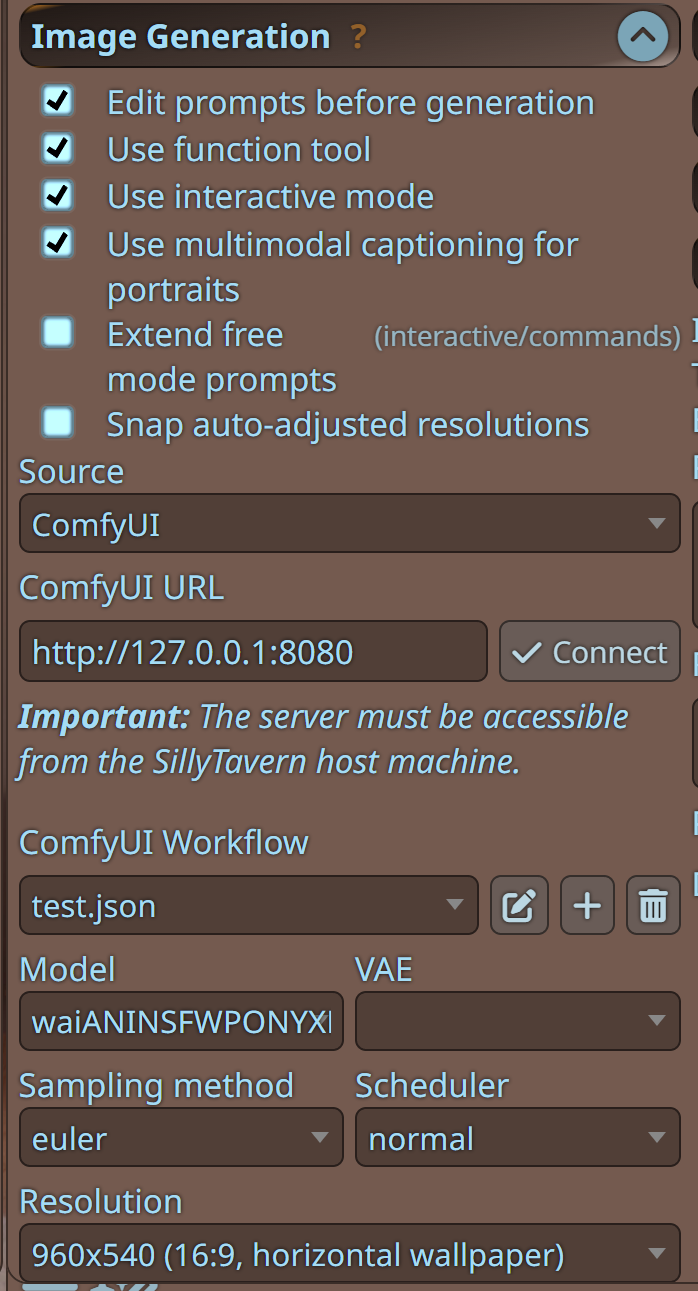 Image Generation ?
Edit prompts before generation
Use function tool
Use interactive mode
Use multimodal captioning for
portraits
Extend free (interactive/commands)
mode prompts
Snap auto-adjusted resolutions
Source
ComfyUI
ComfyUI URL
http://127.0.0.1:8080 Connect
Important: The server must be accessible
from the SillyTavern host machine.
ComfyUI Workflow
test.json
Model VAE
waiANINSFWPONYX
Sampling method Scheduler
euler normal
Resolution
960x540 (16:9, horizontal wallpaper)